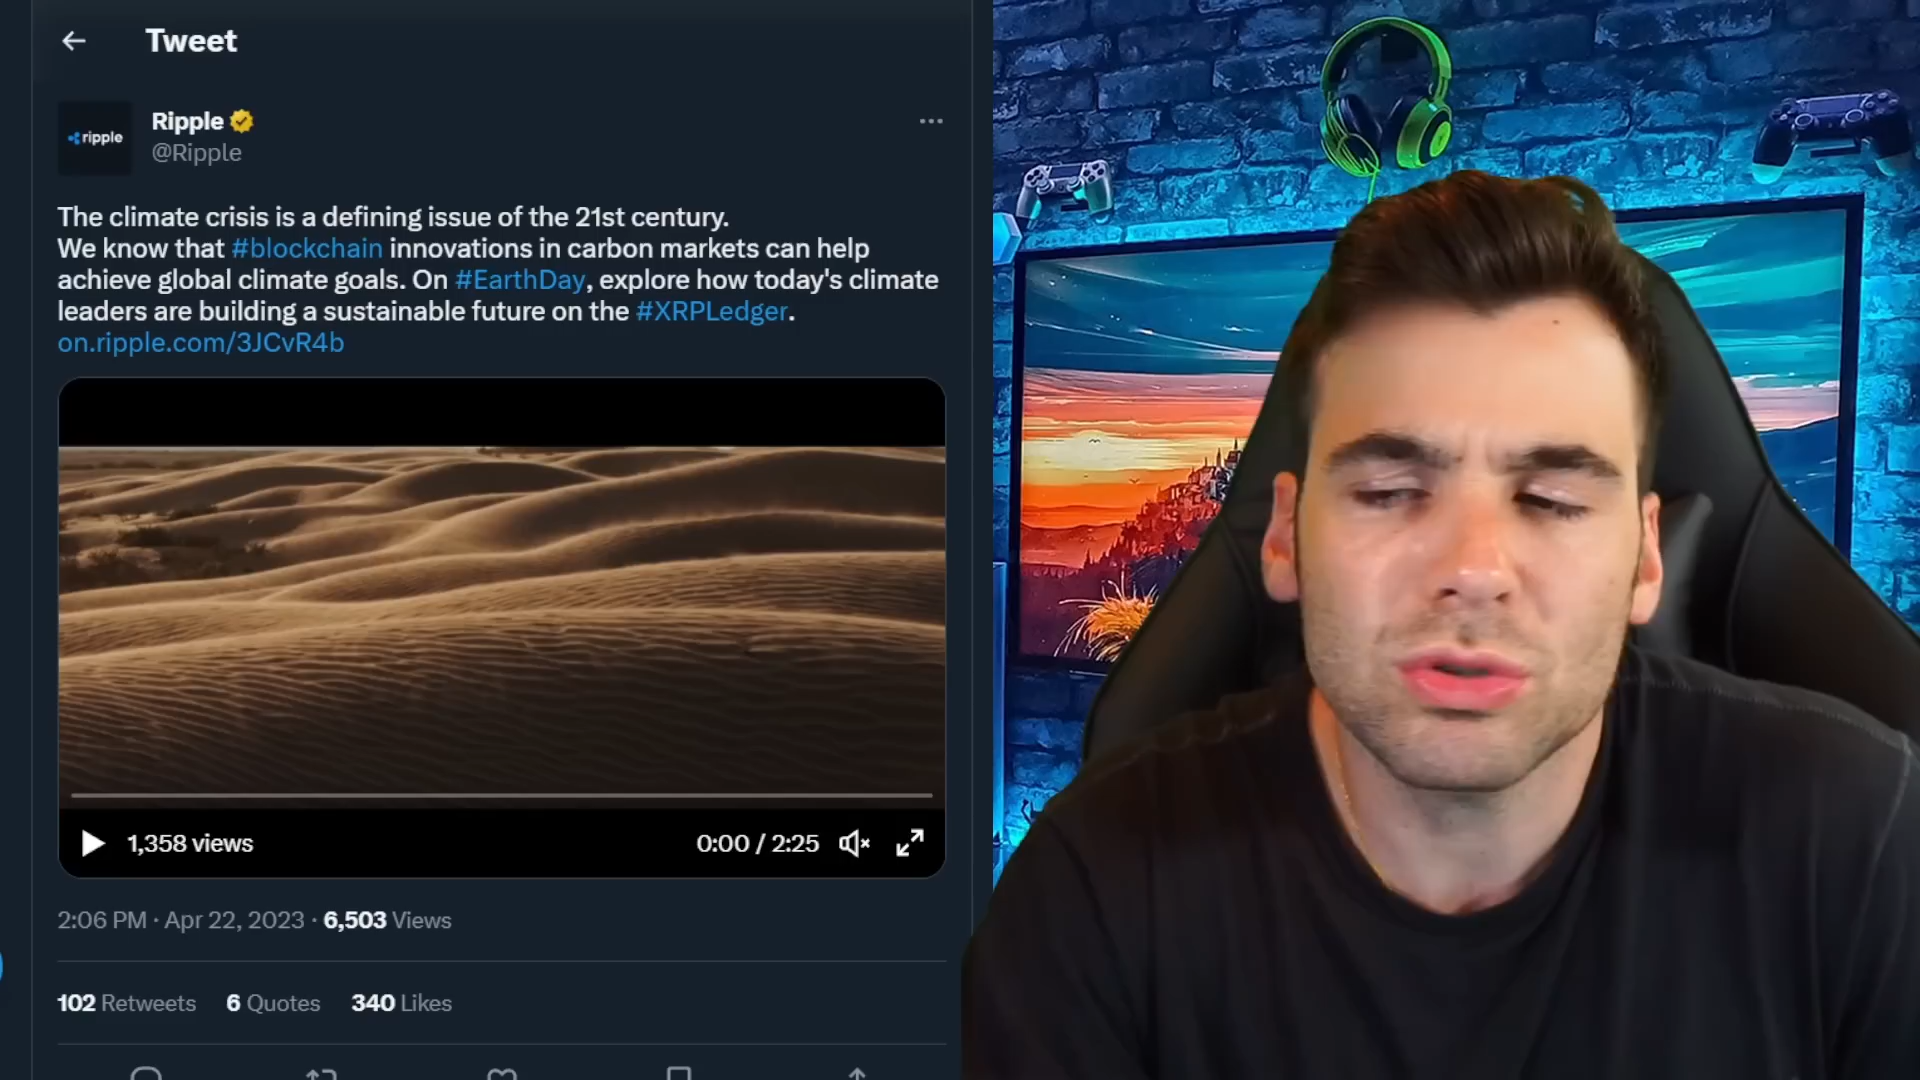 Tweet
ripple
Ripple
@Ripple
The climate crisis is a defining issue of the 21st century.
We know that #blockchain innovations in carbon markets can help
achieve global climate goals. On #EarthDay, explore how today's climate
leaders are building a sustainable future on the #XRPLedger.
on.ripple.com/3JCvR4b
1,358 views
0:00 / 2:25
2:06 PM · Apr 22, 2023 · 6,503 Views
102 Retweets 6 Quotes 340 Likes